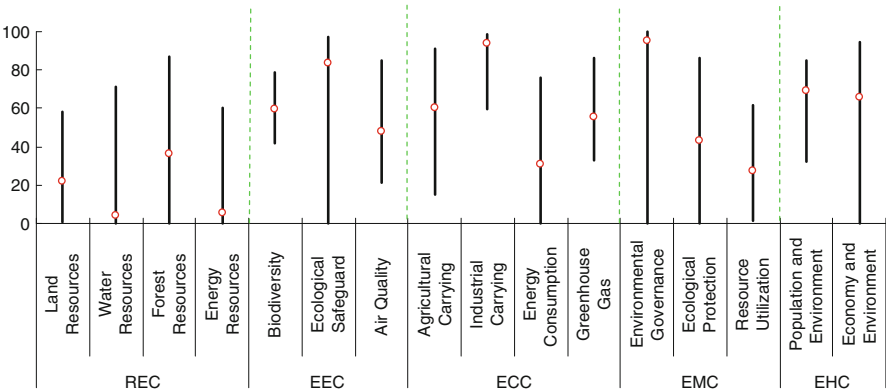 100
80
60
40
20
0
Land
Resources
Water
Resources
Forest
Resources
Energy
Resources
Biodiversity
Ecological
Safeguard
Air Quality
Agricultural
Carrying
Industrial
Carrying
Energy
Consumption
Greenhouse
Gas
Environmental
Governance
Ecological
Protection
Resource
Utilization
Population and
Environment
Economy and
Environment
REC
EEC
ECC
EMC
EHC